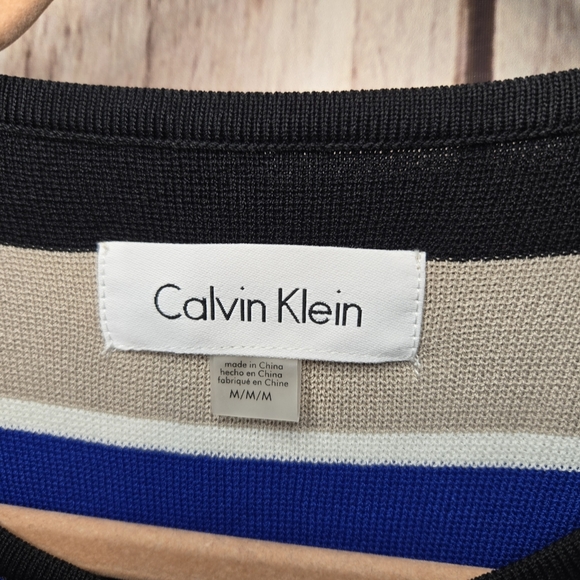 Calvin Klein
made in China
hecho en China
fabriqué en Chine
M/M/M